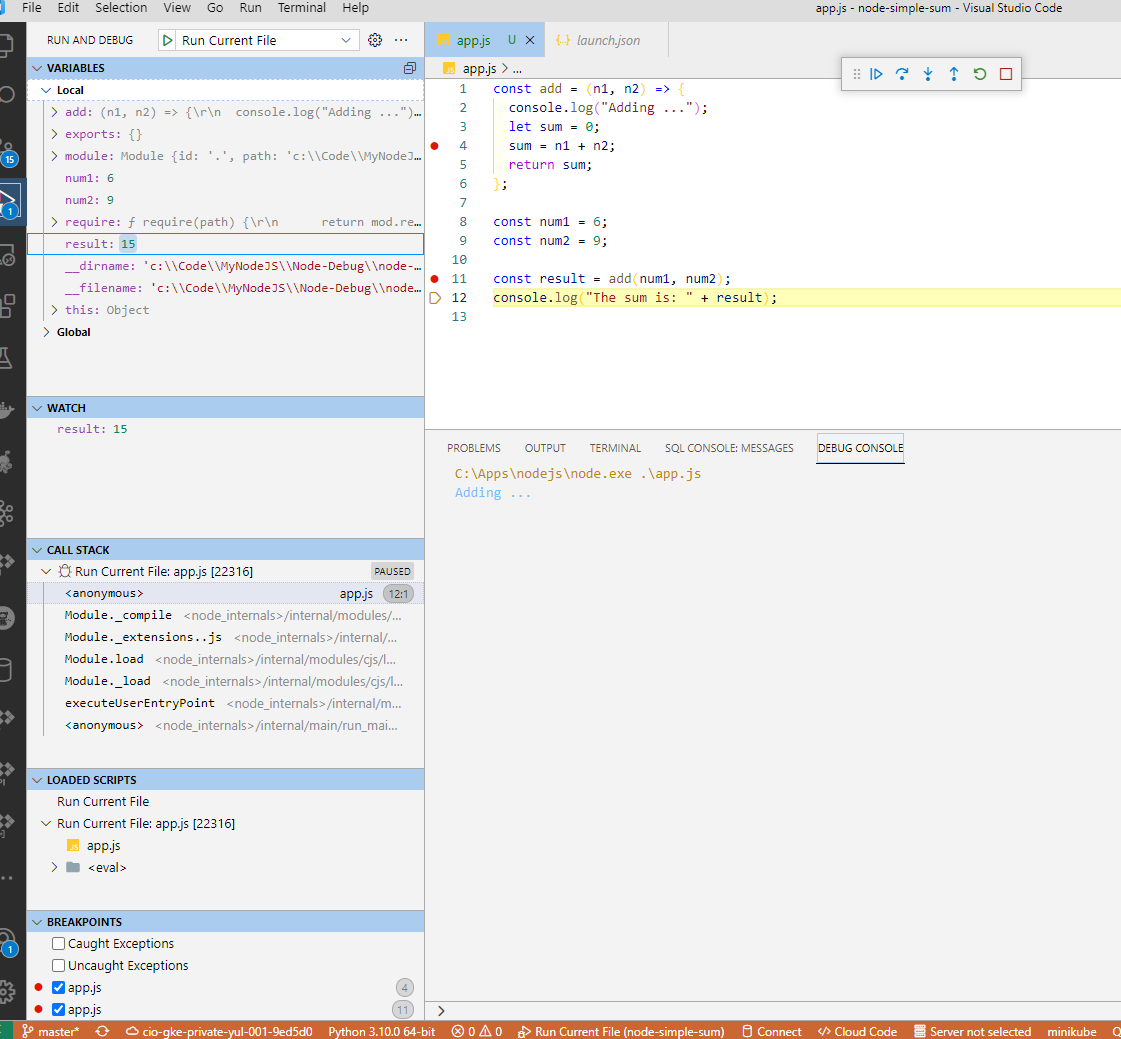 File Edit Selection View Go Run Terminal Help app.js - node-simple-sum - Visual Studio Code
RUN AND DEBUG Run Current File ...
VARIABLES
Local
add: (n1, n2) => {\r\n  console.log("Adding ...")…
exports: {}
module: Module {id: '.', path: 'c:\\Code\\MyNodeJ…
num1: 6
num2: 9
require: ƒ require(path) {\r\n      return mod.re…
result: 15
__dirname: 'c:\\Code\\MyNodeJS\\Node-Debug\\node-…
__filename: 'c:\\Code\\MyNodeJS\\Node-Debug\\node…
this: Object
Global
WATCH
result: 15
CALL STACK
Run Current File: app.js [22316] PAUSED
<anonymous> app.js 12:1
Module._compile <node_internals>/internal/modules/...
Module._extensions..js <node_internals>/internal/...
Module.load <node_internals>/internal/modules/cjs/l...
Module._load <node_internals>/internal/modules/cjs/l...
executeUserEntryPoint <node_internals>/internal/m...
<anonymous> <node_internals>/internal/main/run_mai...
LOADED SCRIPTS
Run Current File
Run Current File: app.js [22316]
app.js
<eval>
BREAKPOINTS
Caught Exceptions
Uncaught Exceptions
app.js 4
app.js 11
15
1
1
app.js U launch.json
app.js > ...
1 const add = (n1, n2) => {
2   console.log("Adding ...");
3   let sum = 0;
4   sum = n1 + n2;
5   return sum;
6 };
7
8 const num1 = 6;
9 const num2 = 9;
10
11 const result = add(num1, num2);
12 console.log("The sum is: " + result);
13
PROBLEMS OUTPUT TERMINAL SQL CONSOLE: MESSAGES DEBUG CONSOLE
C:\Apps\nodejs\node.exe .\app.js
Adding ...
master* cio-gke-private-yul-001-9ed5d0 Python 3.10.0 64-bit 0 0 Run Current File (node-simple-sum) Connect Cloud Code Server not selected minikube